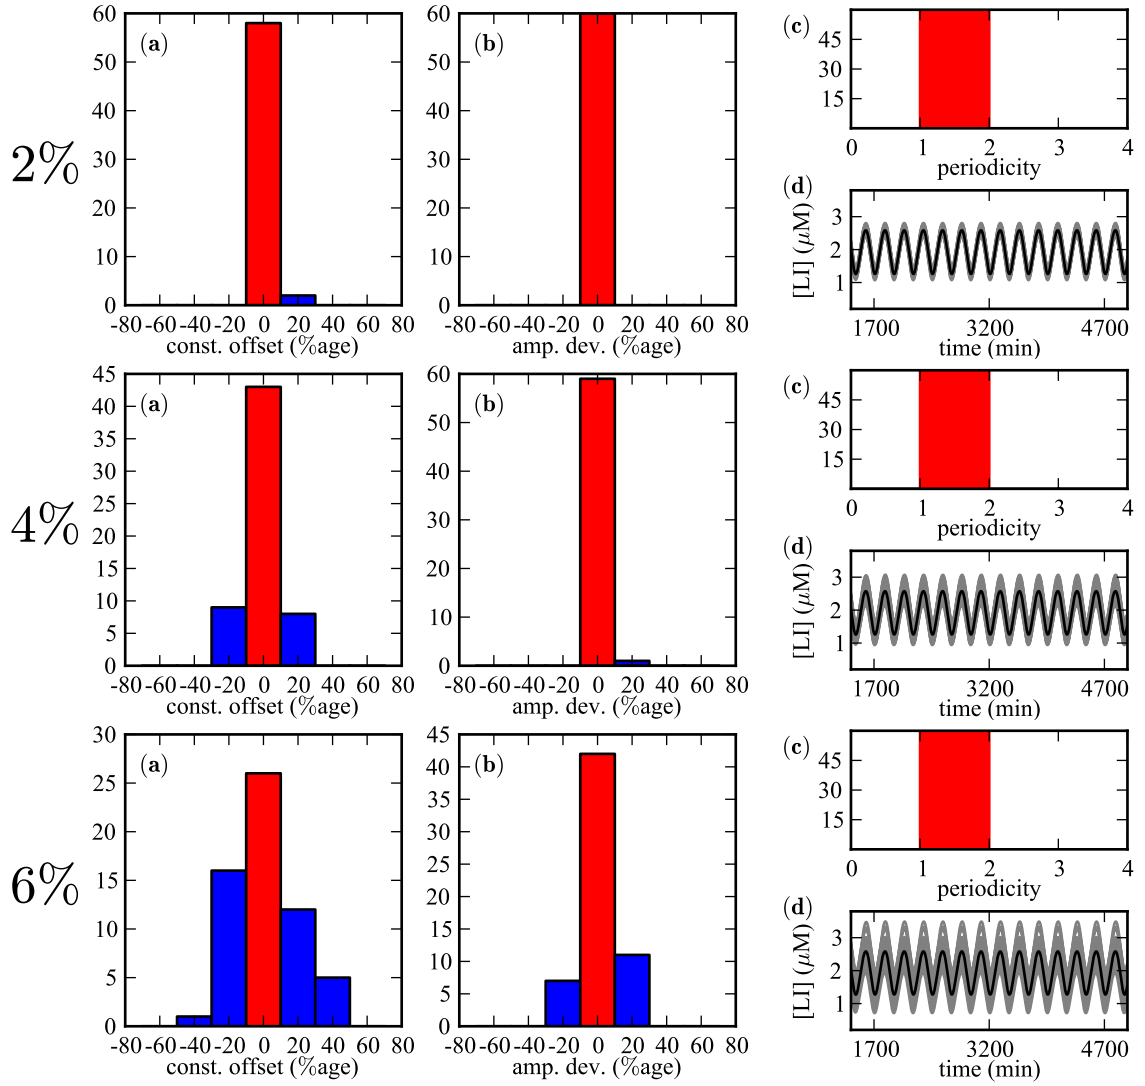 2%
(a)
60
50
40
30
20
10
0
-80 -60 -40 -20 0 20 40 60 80
const. offset (%age)
(b)
60
50
40
30
20
10
0
-80 -60 -40 -20 0 20 40 60 80
amp. dev. (%age)
(c)
45
30
15
0 1 2 3 4
periodicity
(d)
[LI] (μM)
3
2
1
1700 3200 4700
time (min)
4%
(a)
45
40
35
30
25
20
15
10
5
0
-80 -60 -40 -20 0 20 40 60 80
const. offset (%age)
(b)
60
50
40
30
20
10
0
-80 -60 -40 -20 0 20 40 60 80
amp. dev. (%age)
(c)
45
30
15
0 1 2 3 4
periodicity
(d)
[LI] (μM)
3
2
1
1700 3200 4700
time (min)
6%
(a)
30
25
20
15
10
5
0
-80 -60 -40 -20 0 20 40 60 80
const. offset (%age)
(b)
45
40
35
30
25
20
15
10
5
0
-80 -60 -40 -20 0 20 40 60 80
amp. dev. (%age)
(c)
45
30
15
0 1 2 3 4
periodicity
(d)
[LI] (μM)
3
2
1
1700 3200 4700
time (min)